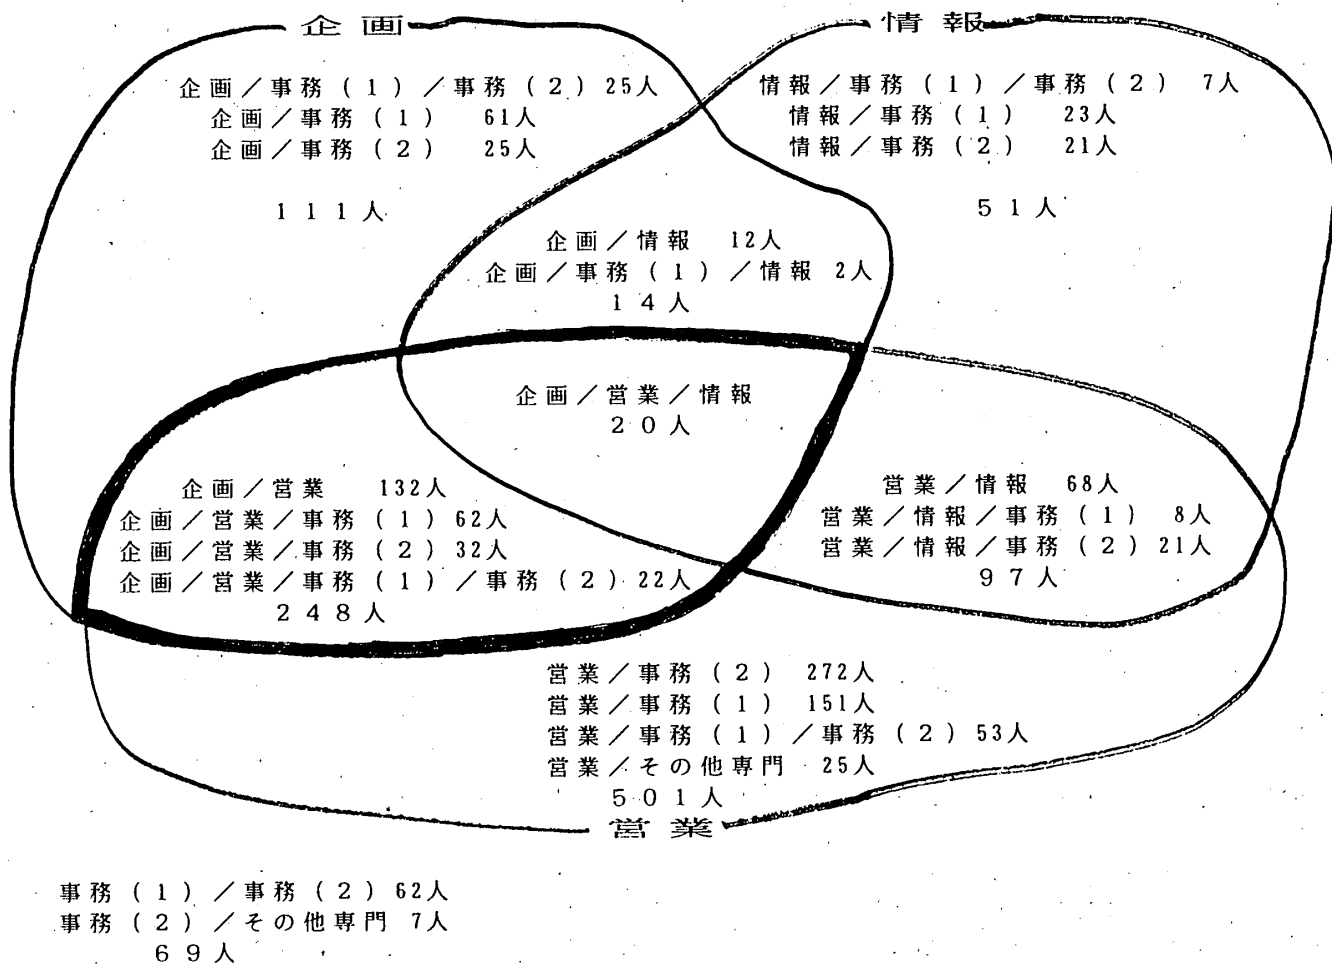 企画
情報
企画／事務（１）／事務（２）25人
企画／事務（１） 61人
企画／事務（２） 25人
１１１人
情報／事務（１）／事務（２） 7人
情報／事務（１） 23人
情報／事務（２） 21人
５１人
企画／情報 12人
企画／事務（１）／情報 2人
１４人
企画／営業／情報
２０人
企画／営業 132人
企画／営業／事務（１）62人
企画／営業／事務（２）32人
企画／営業／事務（１）／事務（２）22人
２４８人
営業／情報 68人
営業／情報／事務（１） 8人
営業／情報／事務（２）21人
９７人
営業／事務（２） 272人
営業／事務（１） 151人
営業／事務（１）／事務（２）53人
営業／その他専門 25人
５０１人
営業
事務（１）／事務（２）62人
事務（２）／その他専門 7人
６９人